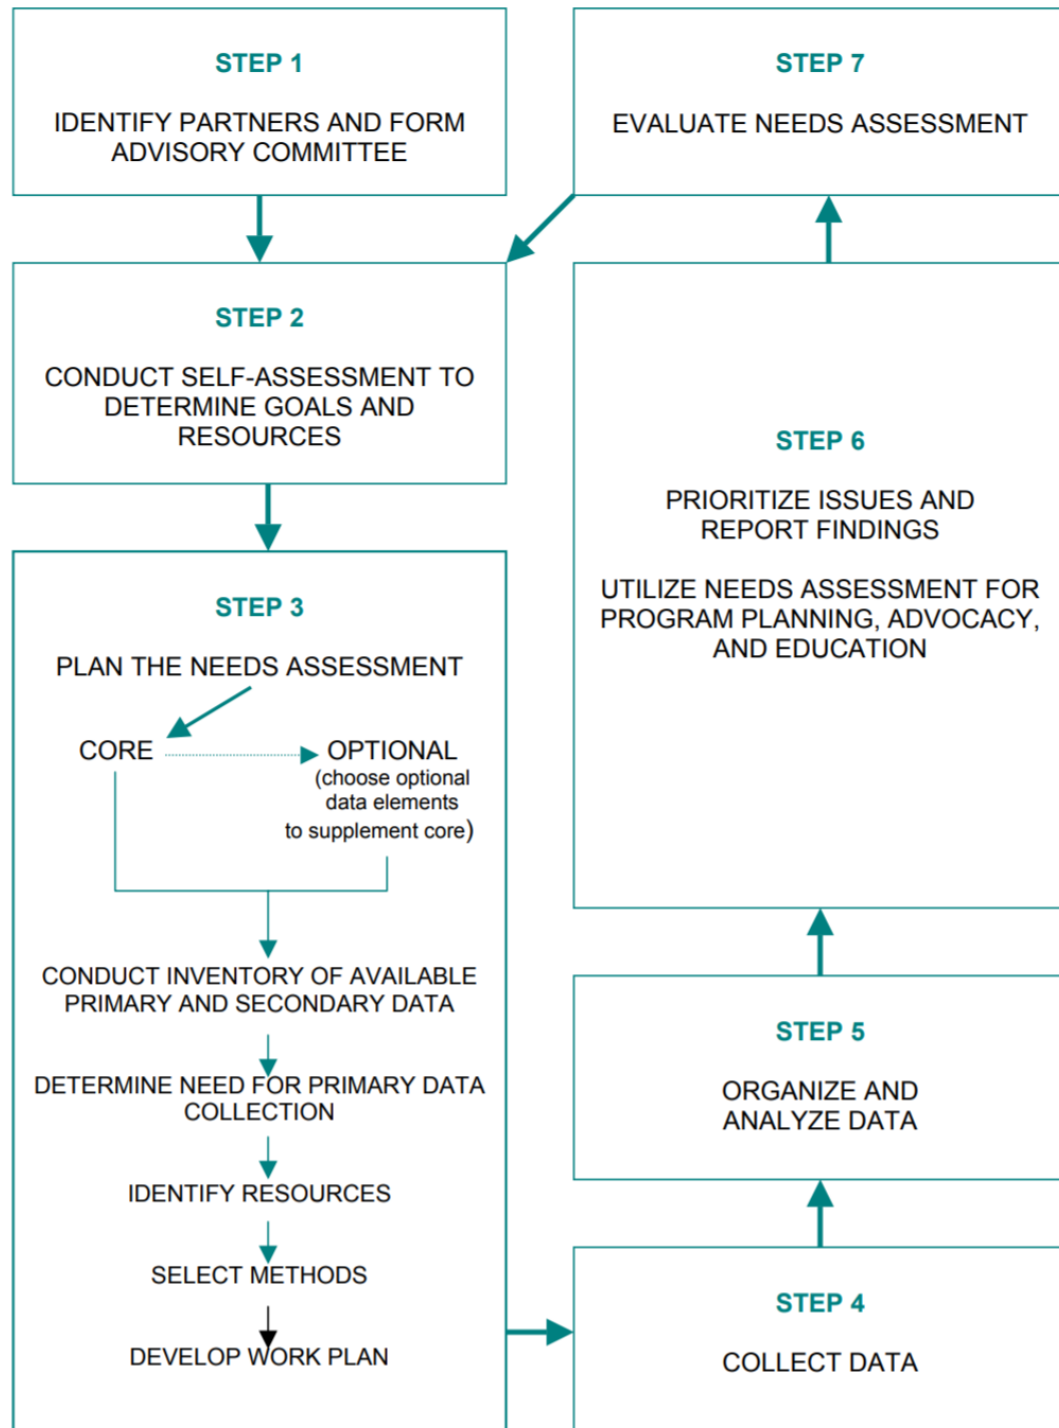 STEP 1
IDENTIFY PARTNERS AND FORM
ADVISORY COMMITTEE
STEP 2
CONDUCT SELF-ASSESSMENT TO
DETERMINE GOALS AND
RESOURCES
STEP 3
PLAN THE NEEDS ASSESSMENT
CORE
OPTIONAL
(choose optional
data elements
to supplement core)
CONDUCT INVENTORY OF AVAILABLE
PRIMARY AND SECONDARY DATA
DETERMINE NEED FOR PRIMARY DATA
COLLECTION
IDENTIFY RESOURCES
SELECT METHODS
DEVELOP WORK PLAN
STEP 4
COLLECT DATA
STEP 5
ORGANIZE AND
ANALYZE DATA
STEP 6
PRIORITIZE ISSUES AND
REPORT FINDINGS
UTILIZE NEEDS ASSESSMENT FOR
PROGRAM PLANNING, ADVOCACY,
AND EDUCATION
STEP 7
EVALUATE NEEDS ASSESSMENT